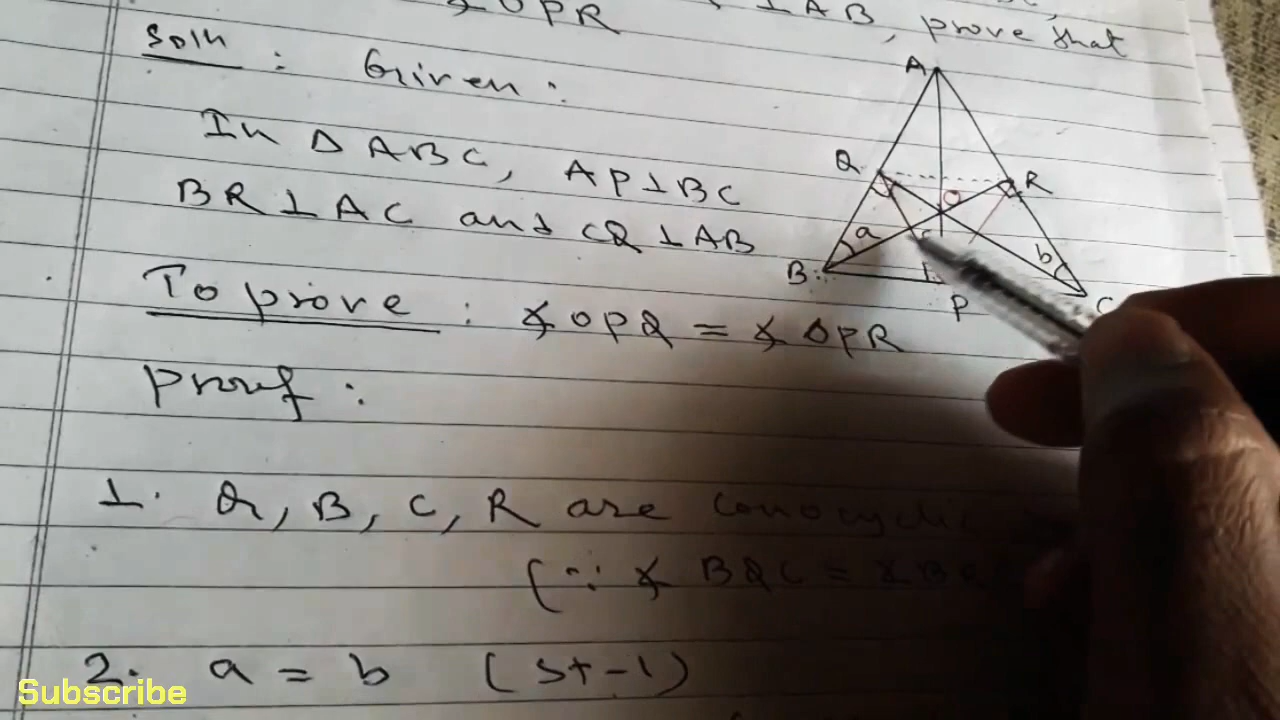 ∡OPR ⊥AB, prove that
Soln : Given :
In △ABC, AP⊥BC
BR⊥AC and CQ⊥AB
To prove : ∡OPQ = ∡OPR
Proof :
1. Q, B, C, R are concyclic
(∵ ∡BQC =
2. a = b (st-1)
A
Q
R
O
a
b
B
P
C
Subscribe